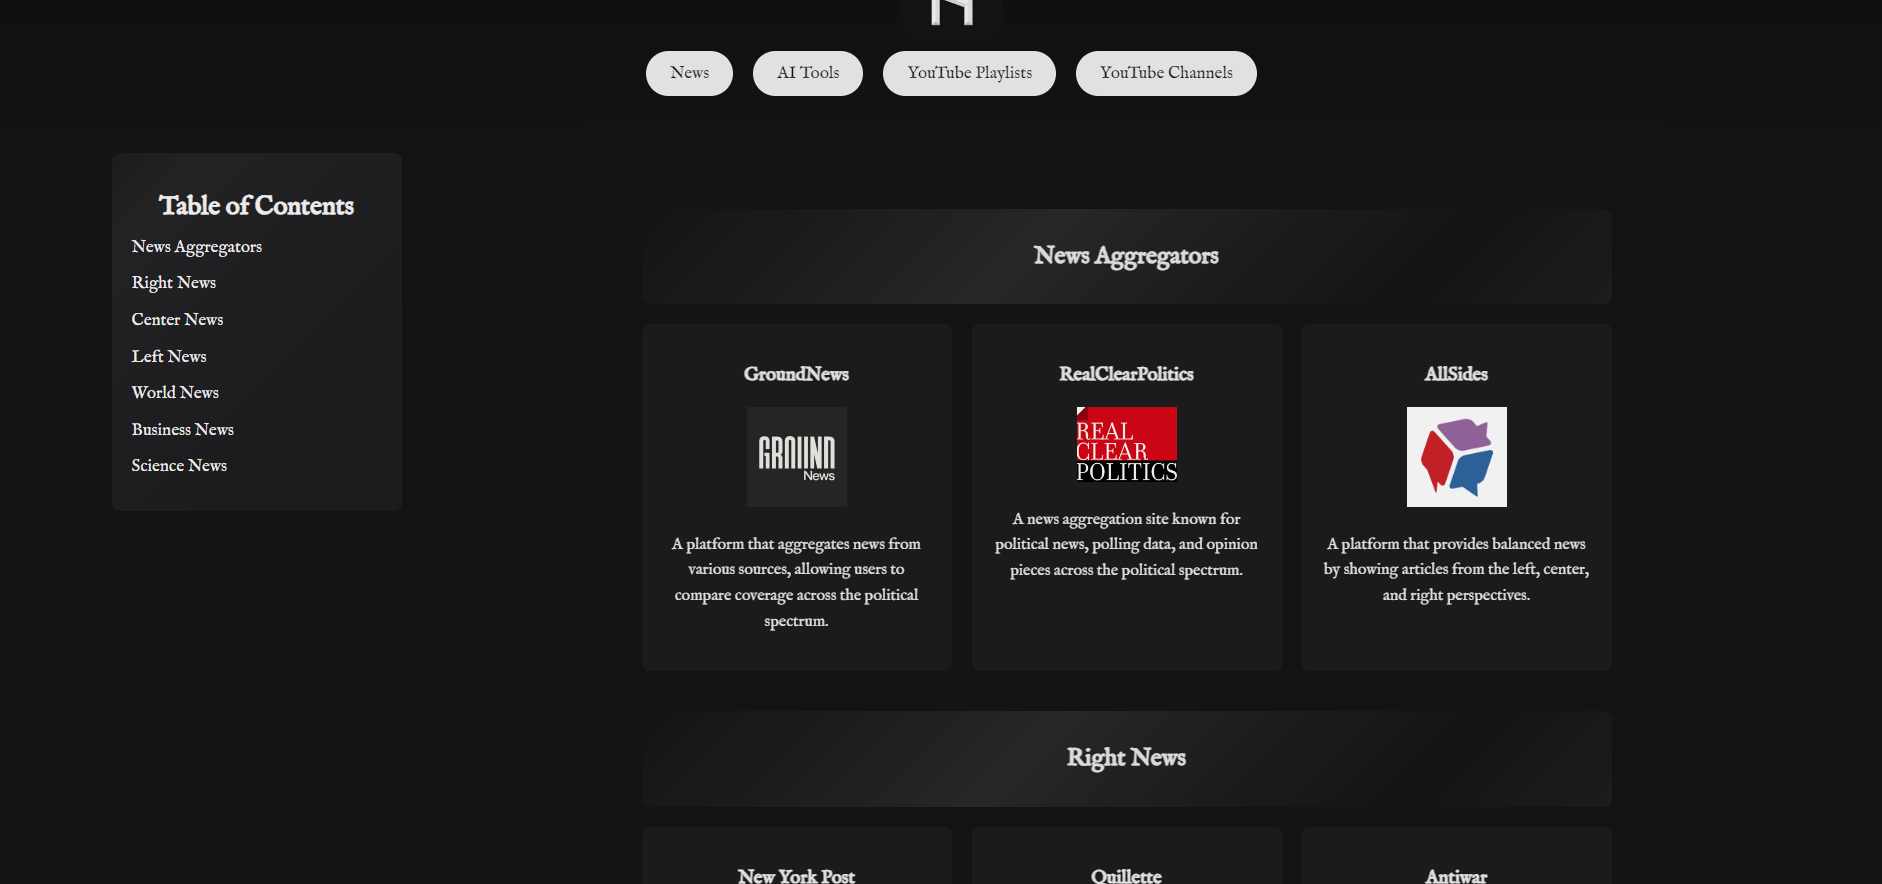 News
AI Tools
YouTube Playlists
YouTube Channels
Table of Contents
News Aggregators
Right News
Center News
Left News
World News
Business News
Science News
News Aggregators
GroundNews
GROUND
News
A platform that aggregates news from
various sources, allowing users to
compare coverage across the political
spectrum.
RealClearPolitics
REAL
CLEAR
POLITICS
A news aggregation site known for
political news, polling data, and opinion
pieces across the political spectrum.
AllSides
A platform that provides balanced news
by showing articles from the left, center,
and right perspectives.
Right News
New York Post
Quillette
Antiwar